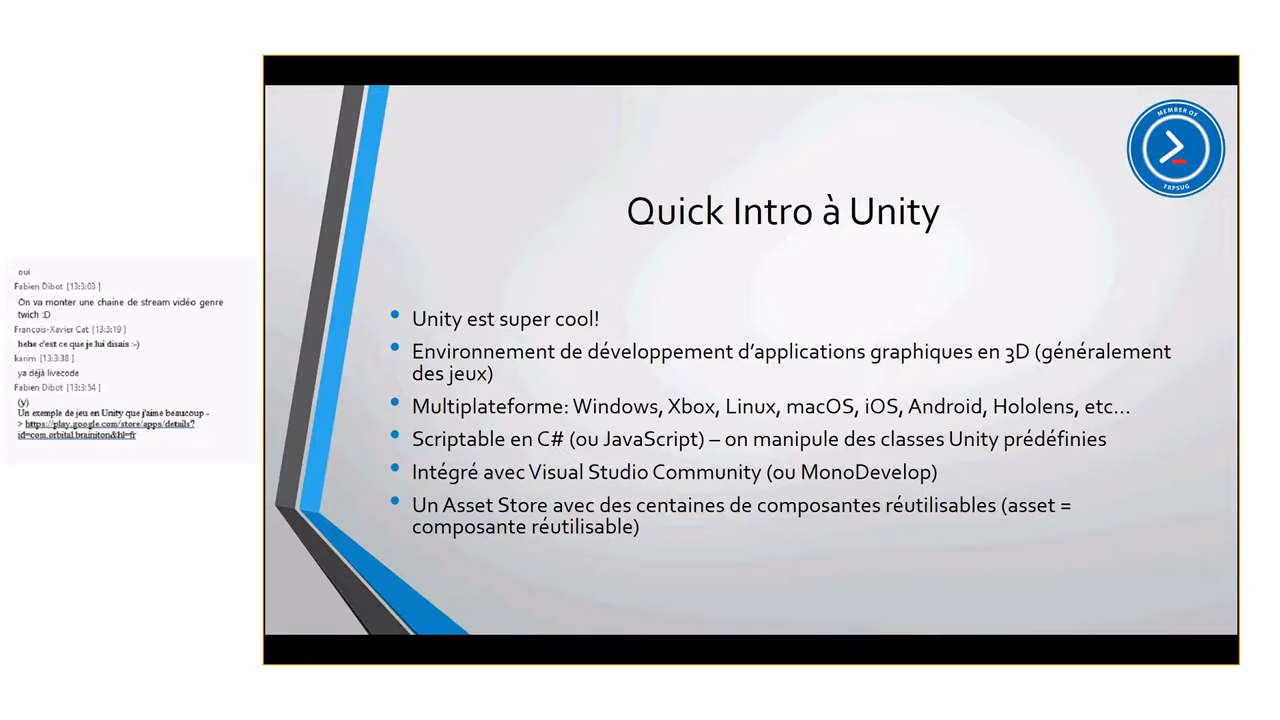 oui
Fabien Dibot [13:3:03 ]
On va monter une chaine de stream vidéo genre
twich :D
Francois-Xavier Cat [13:3:19 ]
hehe c'est ce que je lui disais :-)
karim [13:3:38 ]
ya déjà livecode
Fabien Dibot [13:3:54 ]
(y)
Un exemple de jeu en Unity que j'aime beaucoup -
> https://play.google.com/store/apps/details?
id=com.orbital.brainiton&hl=fr
MEMBER OF
FRPSUG
Quick Intro à Unity
• Unity est super cool!
• Environnement de développement d’applications graphiques en 3D (généralement
des jeux)
• Multiplateforme: Windows, Xbox, Linux, macOS, iOS, Android, Hololens, etc…
• Scriptable en C# (ou JavaScript) – on manipule des classes Unity prédéfinies
• Intégré avec Visual Studio Community (ou MonoDevelop)
• Un Asset Store avec des centaines de composantes réutilisables (asset =
composante réutilisable)